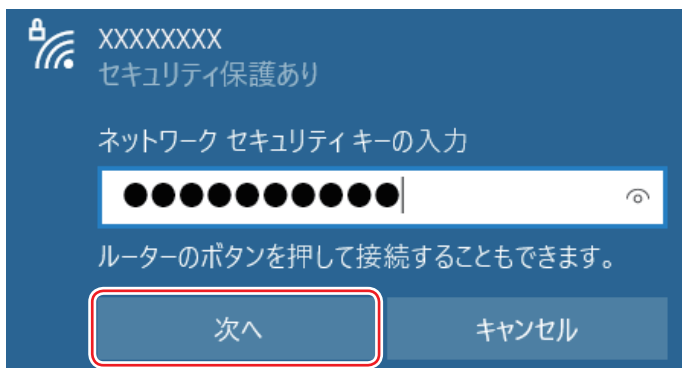 XXXXXXXX
セキュリティ保護あり
ネットワーク セキュリティ キーの入力
●●●●●●●●●●
ルーターのボタンを押して接続することもできます。
次へ
キャンセル